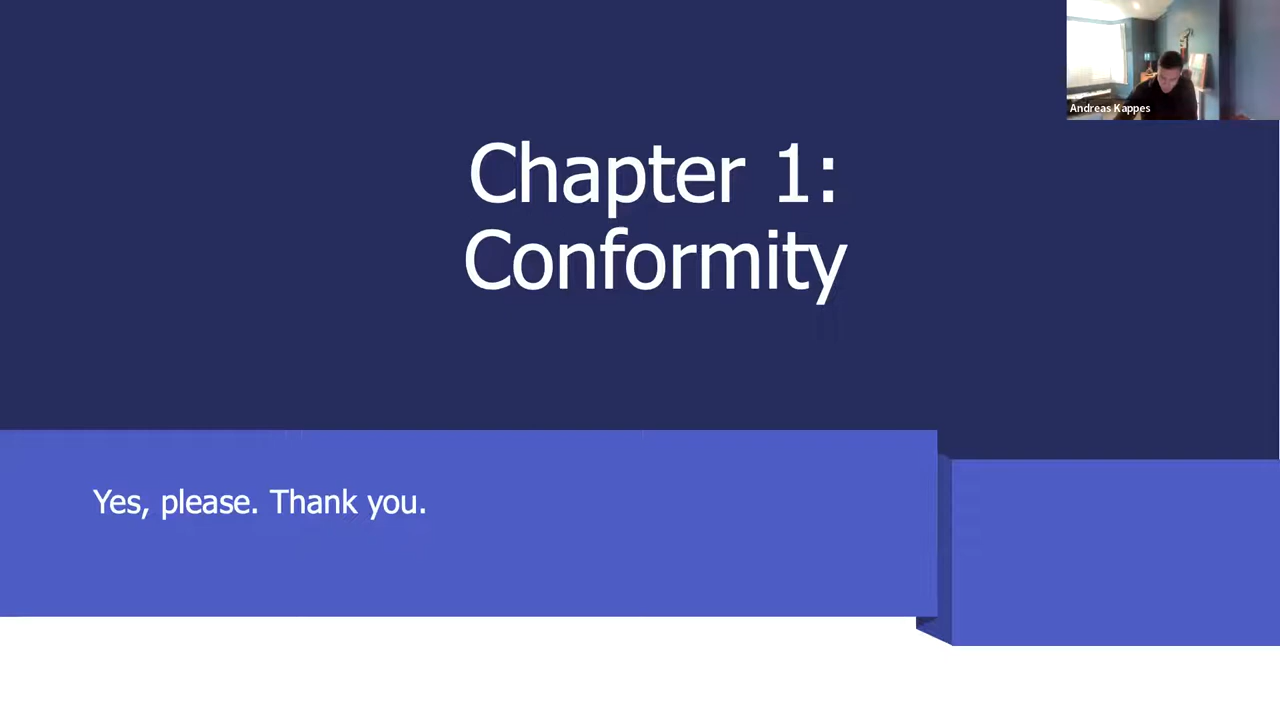 Andreas Kappes
Chapter 1:
Conformity
Yes, please. Thank you.